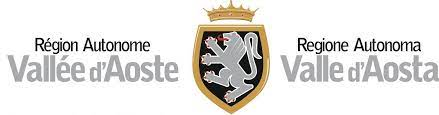 Région Autonome
Vallée d'Aoste
Regione Autonoma
Valle d'Aosta